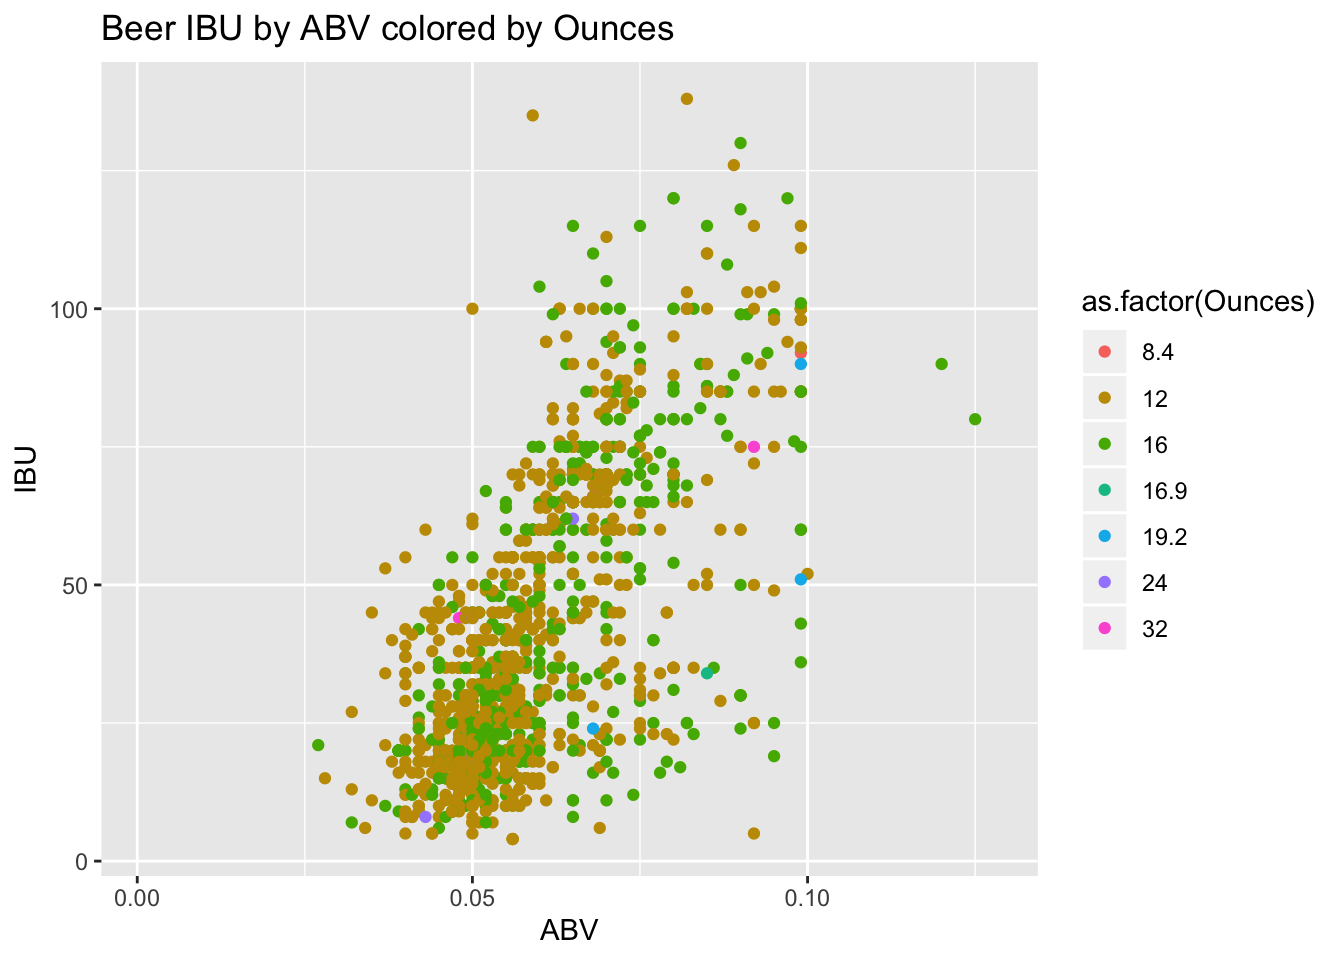 Beer IBU by ABV colored by Ounces
IBU
100
50
0
0.00 0.05 0.10
ABV
as.factor(Ounces)
8.4
12
16
16.9
19.2
24
32